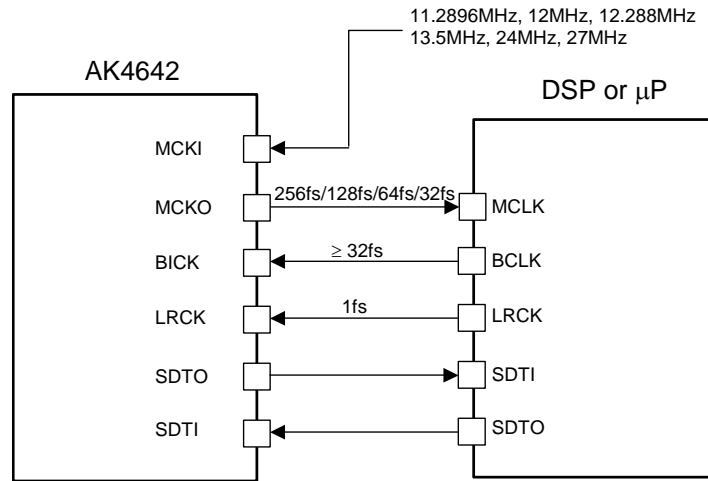 11.2896MHz, 12MHz, 12.288MHz
13.5MHz, 24MHz, 27MHz
AK4642
DSP or μP
MCKI
MCKO
256fs/128fs/64fs/32fs
MCLK
BICK
≥ 32fs
BCLK
LRCK
1fs
LRCK
SDTO
SDTI
SDTI
SDTO